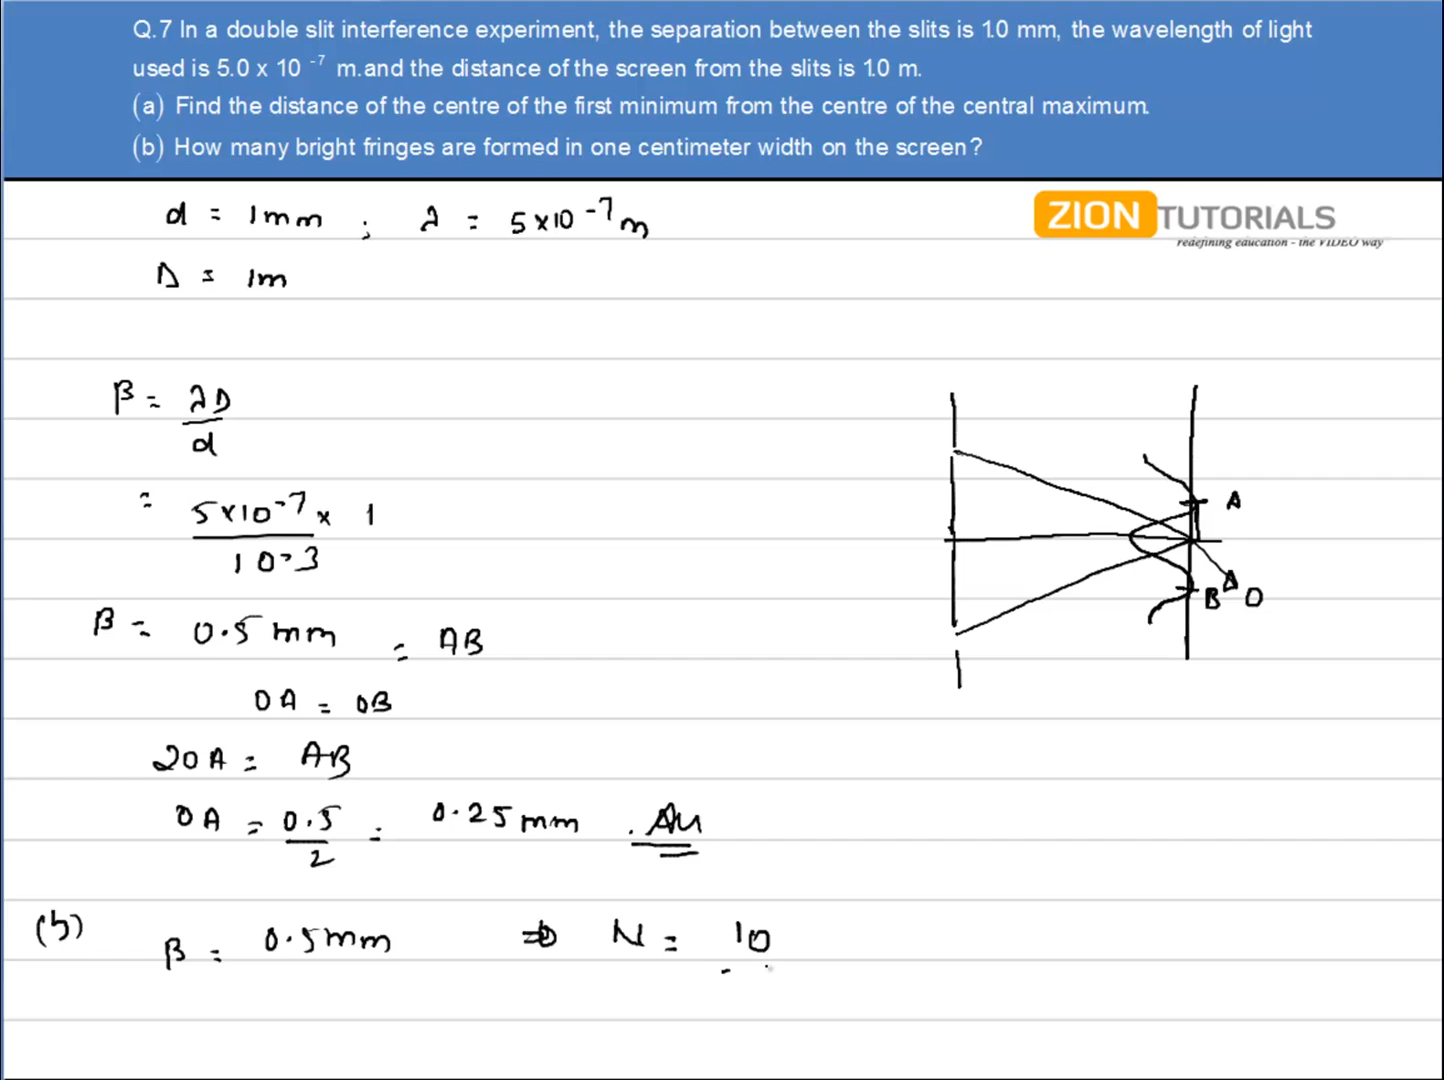 Q.7 In a double slit interference experiment, the separation between the slits is 1.0 mm, the wavelength of light
used is 5.0 x 10 ⁻⁷ m.and the distance of the screen from the slits is 1.0 m.
(a) Find the distance of the centre of the first minimum from the centre of the central maximum.
(b) How many bright fringes are formed in one centimeter width on the screen?
d = 1mm ; λ = 5×10⁻⁷m
ZION TUTORIALS
redefining education - the VIDEO way
D = 1m
β = λD
d
= 5×10⁻⁷ × 1
10⁻³
β = 0.5 mm = AB
OA = OB
2OA = AB
OA = 0.5 = 0.25 mm . Au
2
(b) β = 0.5mm ⇒ N = 10
A
B
O